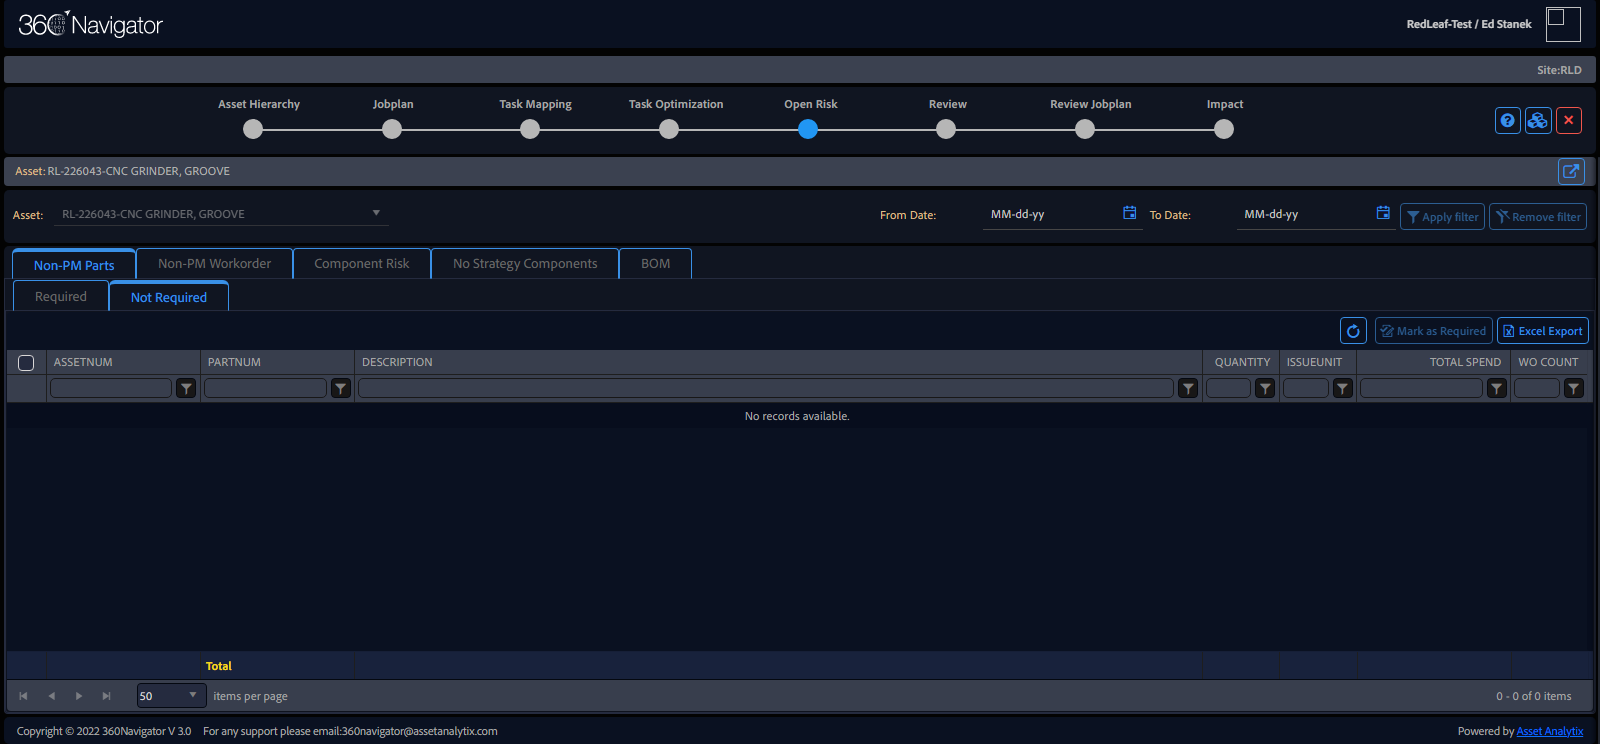 360 Navigator
RedLeaf-Test / Ed Stanek
Site:RLD
Asset Hierarchy Jobplan Task Mapping Task Optimization Open Risk Review Review Jobplan Impact
Asset: RL-226043-CNC GRINDER, GROOVE
Asset: RL-226043-CNC GRINDER, GROOVE From Date: MM-dd-yy To Date: MM-dd-yy Apply filter Remove filter
Non-PM Parts Non-PM Workorder Component Risk No Strategy Components BOM
Required Not Required
Mark as Required Excel Export
ASSETNUM PARTNUM DESCRIPTION QUANTITY ISSUEUNIT TOTAL SPEND WO COUNT
No records available.
Total
50 items per page 0 - 0 of 0 items
Copyright © 2022 360Navigator V 3.0 For any support please email:360navigator@assetanalytix.com Powered by Asset Analytix